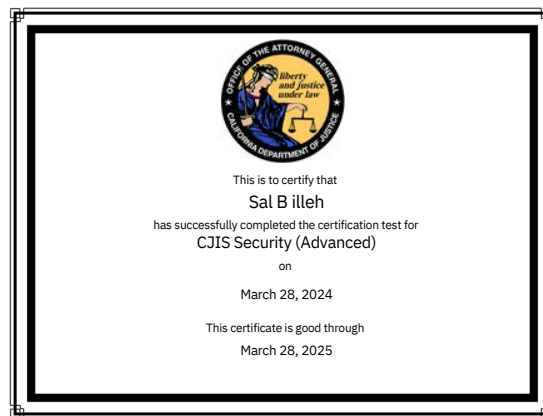 OFFICE OF THE ATTORNEY GENERAL
liberty
and justice
under law
CALIFORNIA DEPARTMENT OF JUSTICE
This is to certify that
Sal B illeh
has successfully completed the certification test for
CJIS Security (Advanced)
on
March 28, 2024
This certificate is good through
March 28, 2025